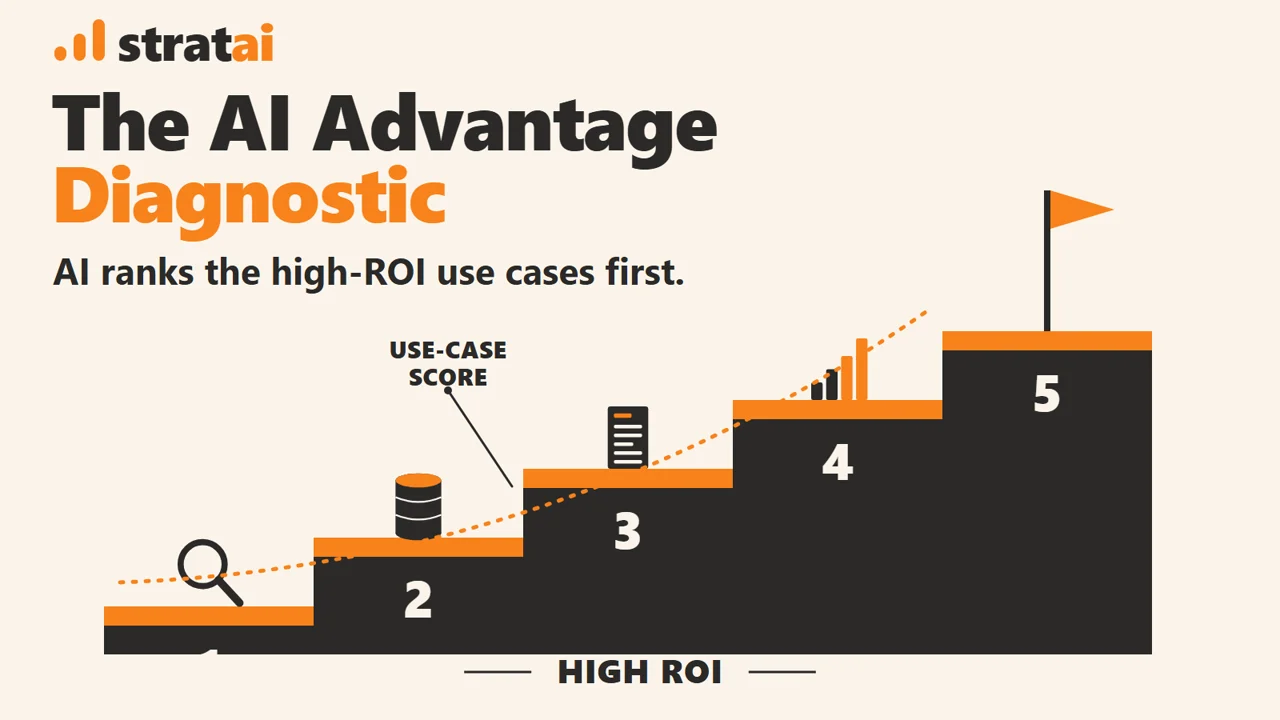 stratai
The AI Advantage
Diagnostic
AI ranks the high-ROI use cases first.
USE-CASE
SCORE
5
4
3
2
HIGH ROI